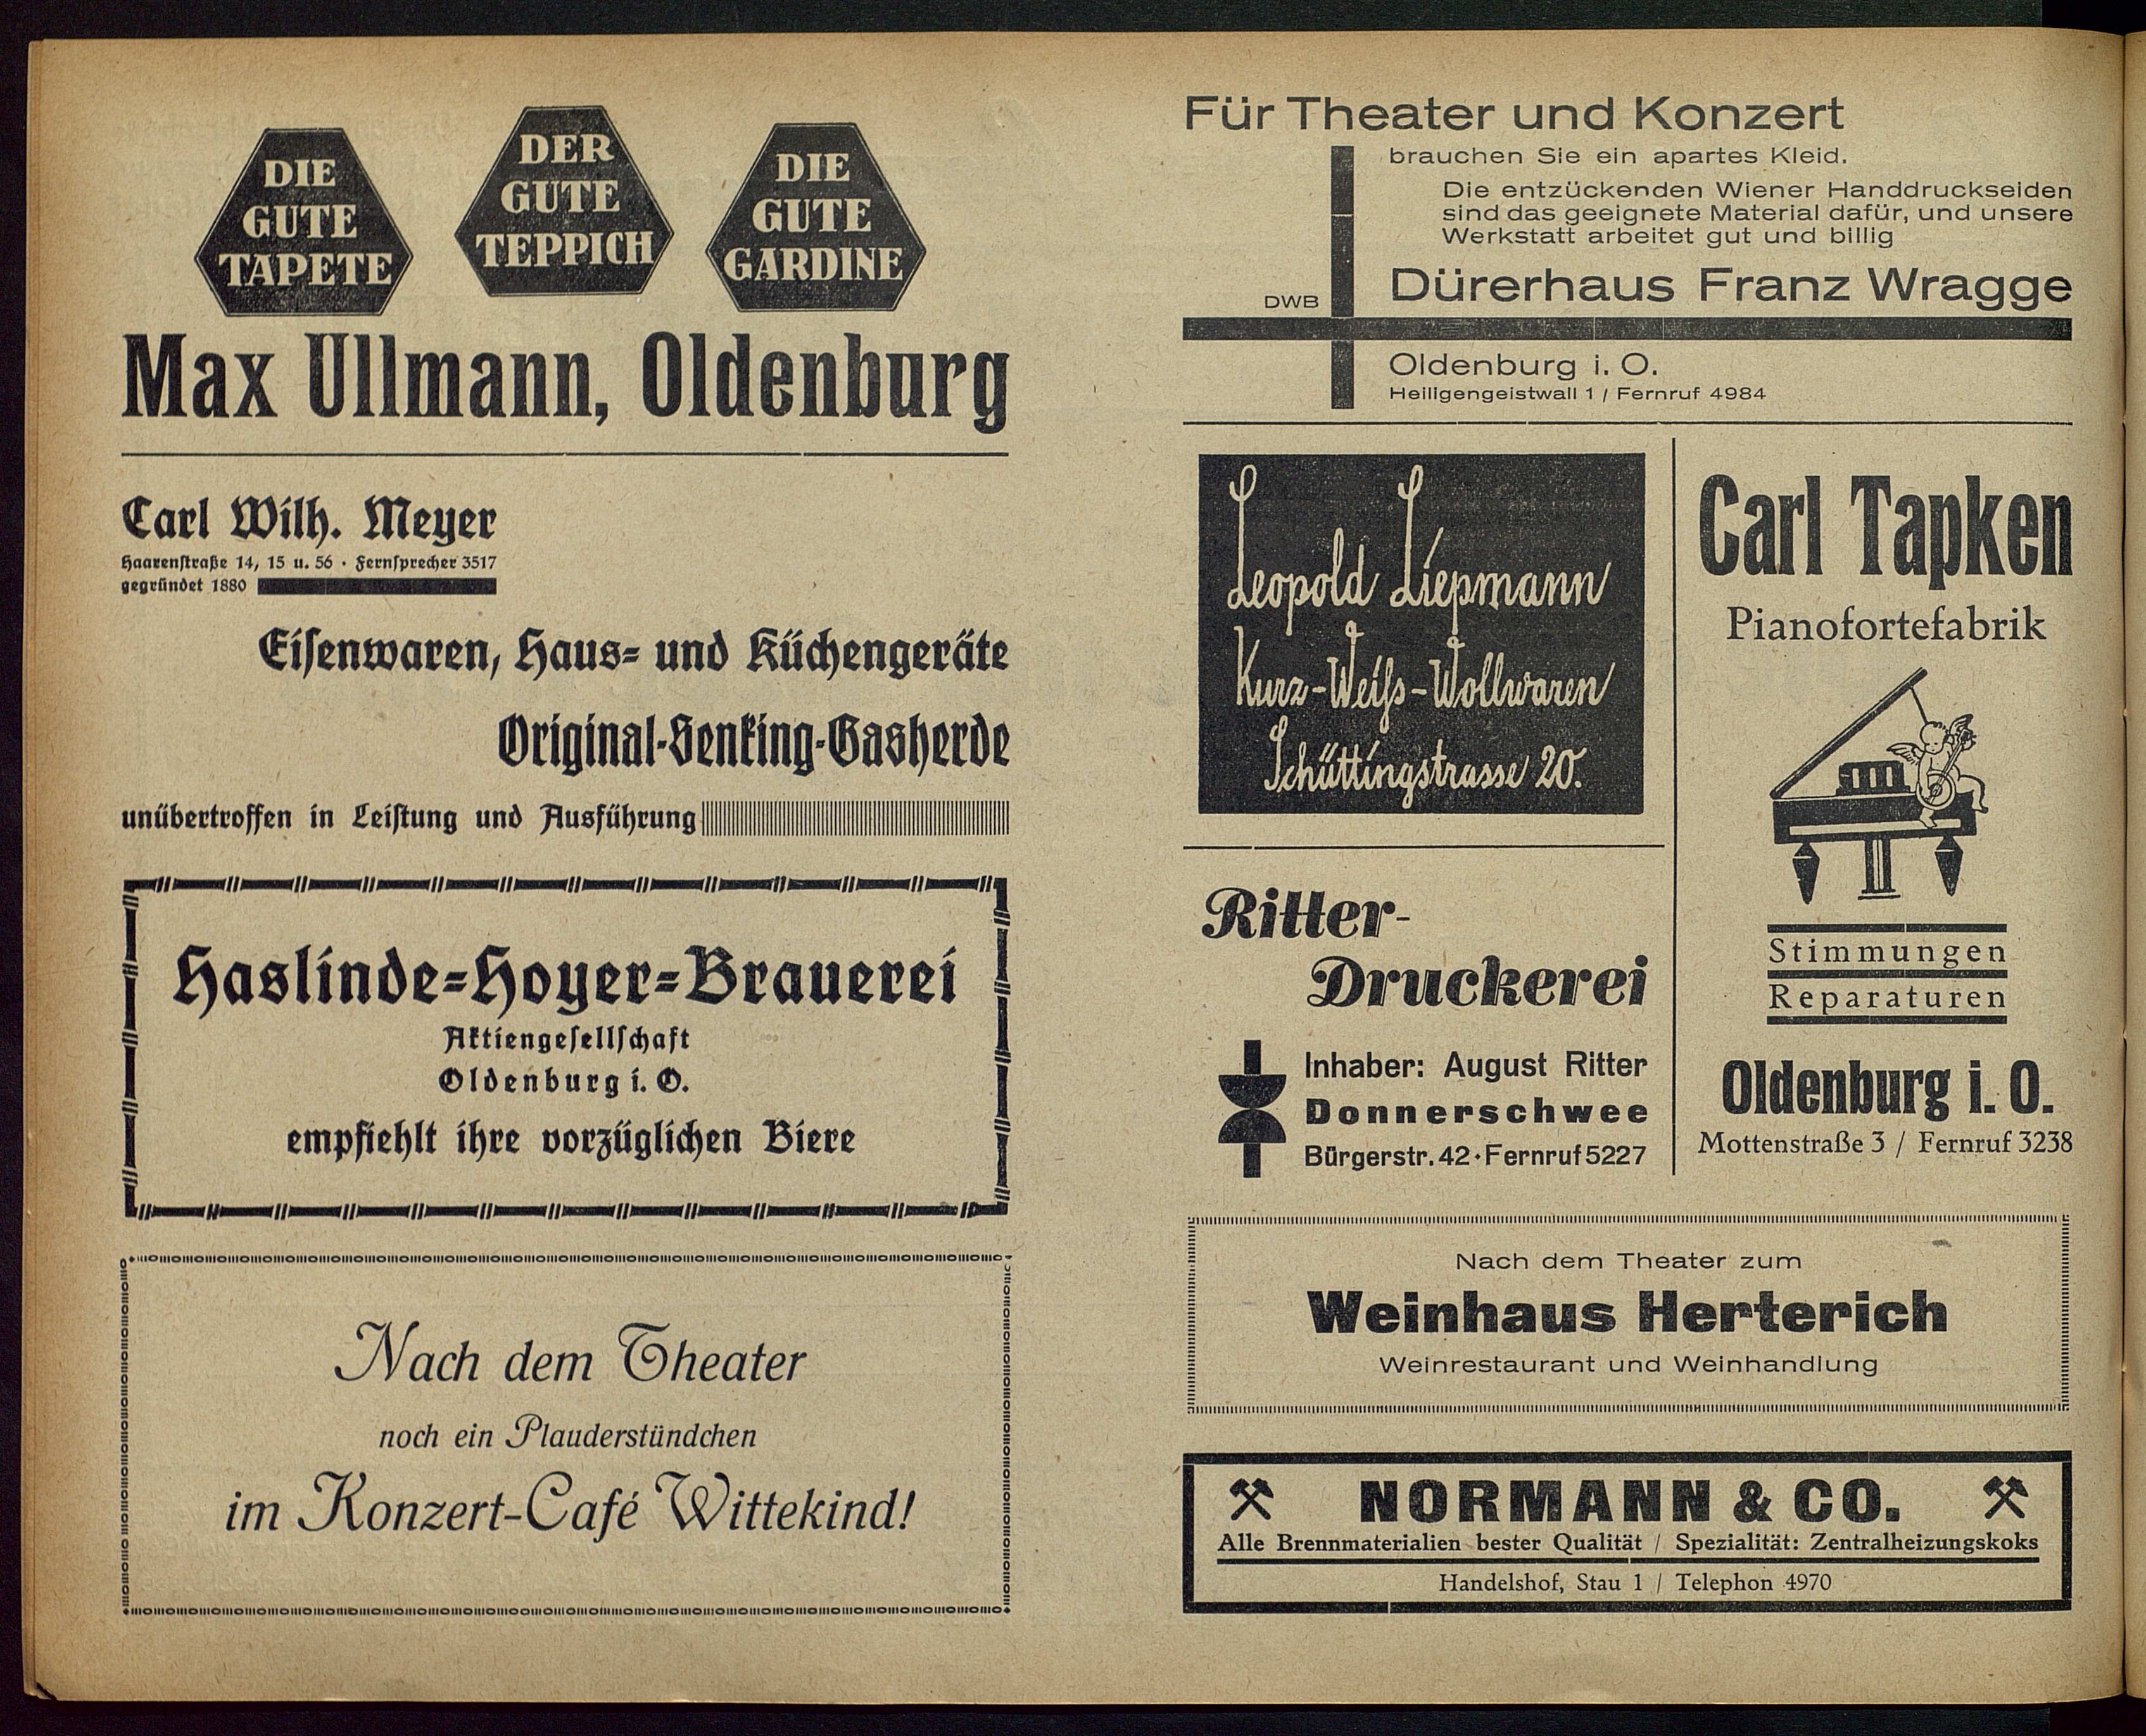 DIE
GUTE
TAPETE
DER
GUTE
TEPPICH
DIE
GUTE
GARDINE
Max Ullmann, Oldenburg
Carl Wilh. Meyer
Haarenſtraße 14, 15 u. 56 · Fernſprecher 3517
gegründet 1880
Eiſenwaren, Haus- und Küchengeräte
Original-Senking-Gasherde
unübertroffen in Leiſtung und Ausführung
Haslinde-Hoyer-Brauerei
Aktiengeſellſchaft
Oldenburg i. O.
empfiehlt ihre vorzüglichen Biere
Nach dem Theater
noch ein Plauderstündchen
im Konzert-Café Wittekind!
Für Theater und Konzert
brauchen Sie ein apartes Kleid.
Die entzückenden Wiener Handdruckseiden
sind das geeignete Material dafür, und unsere
Werkstatt arbeitet gut und billig
DWB
Dürerhaus Franz Wragge
Oldenburg i. O.
Heiligengeistwall 1 / Fernruf 4984
Leopold Liepmann
Kurz-Weiß-Wollwaren
Schüttingstrasse 20.
Ritter-
Druckerei
Inhaber: August Ritter
Donnerschwee
Bürgerstr. 42 · Fernruf 5227
Carl Tapken
Pianofortefabrik
Stimmungen
Reparaturen
Oldenburg i. O.
Mottenstraße 3 / Fernruf 3238
Nach dem Theater zum
Weinhaus Herterich
Weinrestaurant und Weinhandlung
NORMANN & CO.
Alle Brennmaterialien bester Qualität / Spezialität: Zentralheizungskoks
Handelshof, Stau 1 / Telephon 4970